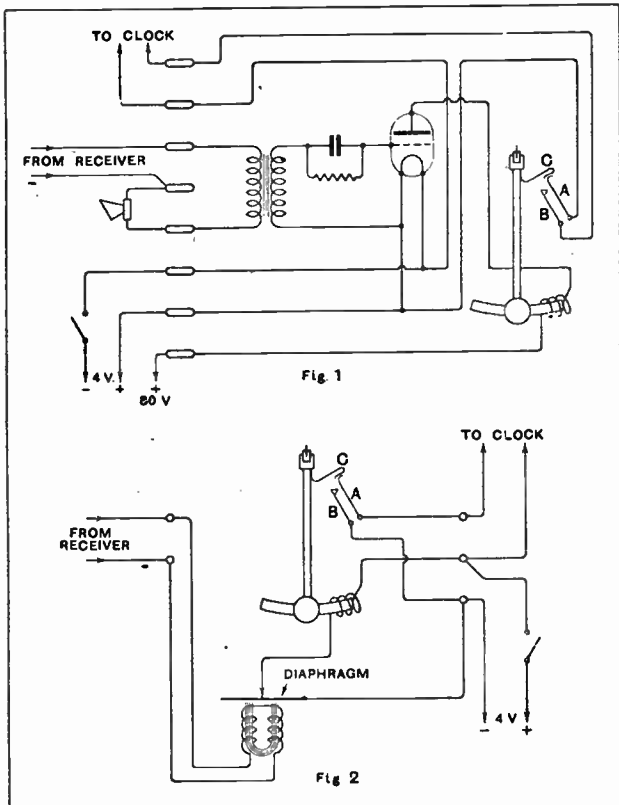 TO CLOCK
FROM RECEIVER
-
C
A
B
- 4 V. + +
80 V
Fig. 1
TO CLOCK
C
A
B
FROM
RECEIVER
-
DIAPHRAGM
- 4 V +
Fig 2